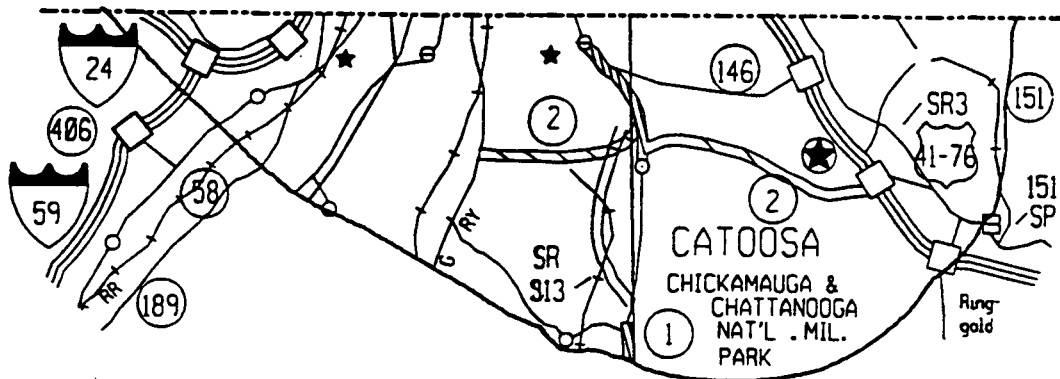 24
406
59
58
RR
189
2
RY
G
SR
S13
146
SR3
41-76
151
151
SP
2
CATOOSA
CHICKAMAUGA &
CHATTANOOGA
NAT'L . MIL.
PARK
1
Ring-
gold